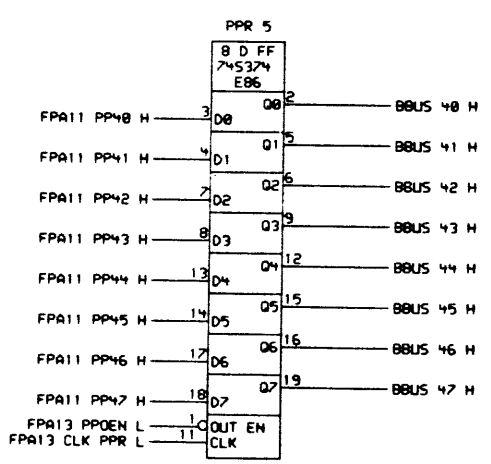 PPR 5
8 D FF
74S374
E86
FPA11 PP40 H 3 D0 Q0 2 BBUS 40 H
FPA11 PP41 H 4 D1 Q1 5 BBUS 41 H
FPA11 PP42 H 7 D2 Q2 6 BBUS 42 H
FPA11 PP43 H 8 D3 Q3 9 BBUS 43 H
FPA11 PP44 H 13 D4 Q4 12 BBUS 44 H
FPA11 PP45 H 14 D5 Q5 15 BBUS 45 H
FPA11 PP46 H 17 D6 Q6 16 BBUS 46 H
FPA11 PP47 H 18 D7 Q7 19 BBUS 47 H
FPA13 PPOEN L 1 OUT EN
FPA13 CLK PPR L 11 CLK